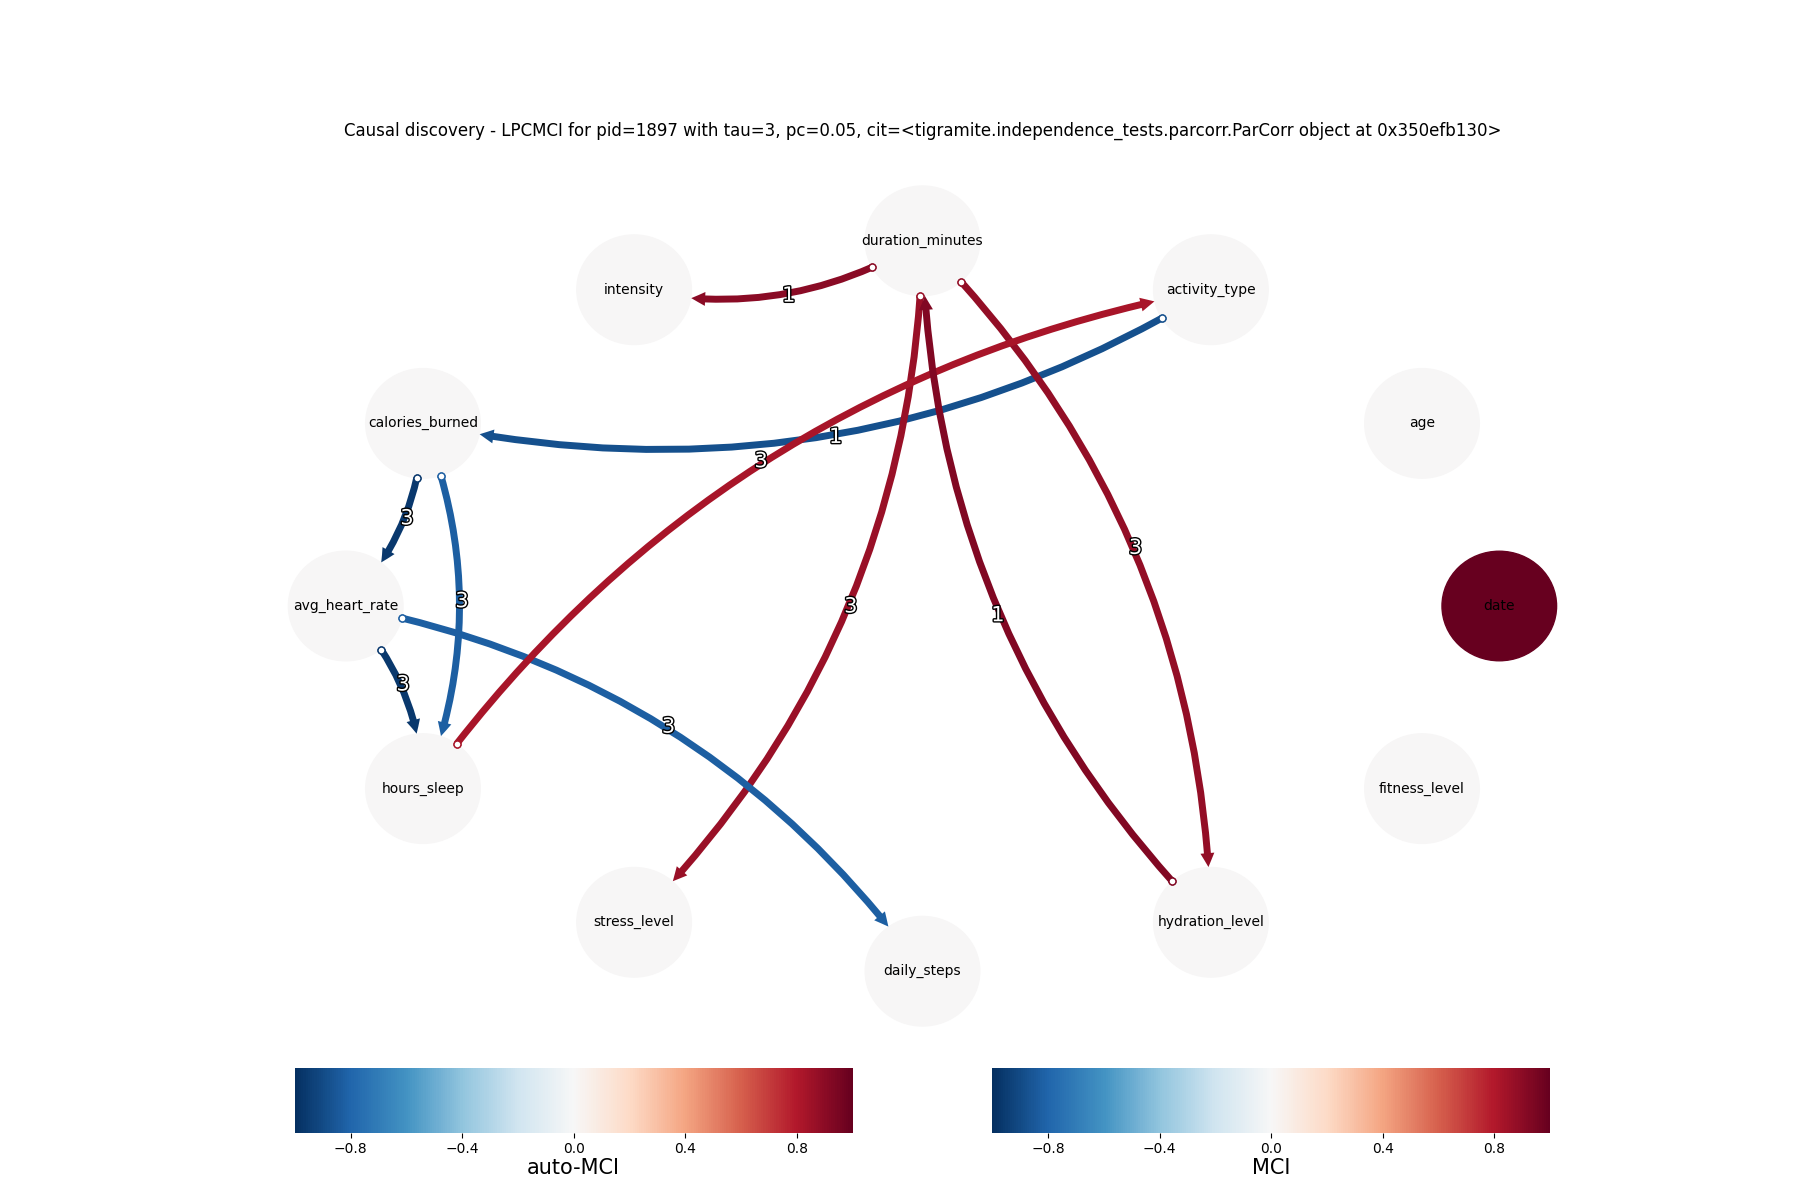 Causal discovery - LPCMCI for pid=1897 with tau=3, pc=0.05, cit=<tigramite.independence_tests.parcorr.ParCorr object at 0x350efb130>
duration_minutes
intensity
activity_type
1
calories_burned
age
1
3
3
3
3
avg_heart_rate
3
1
date
3
3
hours_sleep
fitness_level
stress_level
hydration_level
daily_steps
−0.8 −0.4 0.0 0.4 0.8
auto-MCI
−0.8 −0.4 0.0 0.4 0.8
MCI